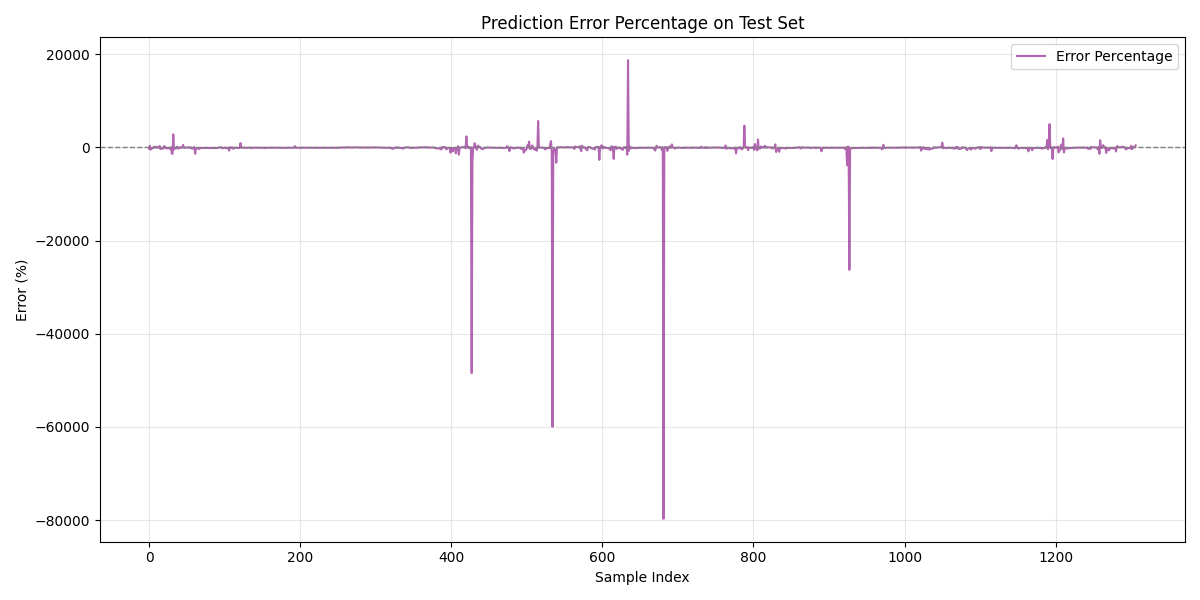 Prediction Error Percentage on Test Set
Error Percentage
20000
0
−20000
−40000
−60000
−80000
Error (%)
0 200 400 600 800 1000 1200
Sample Index